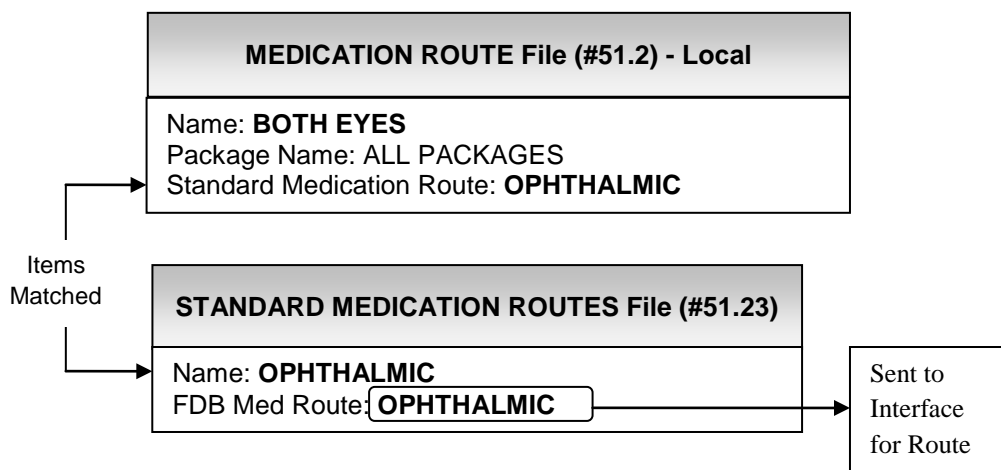 MEDICATION ROUTE File (#51.2) - Local
Name: BOTH EYES
Package Name: ALL PACKAGES
Standard Medication Route: OPHTHALMIC
Items
Matched
STANDARD MEDICATION ROUTES File (#51.23)
Name: OPHTHALMIC
FDB Med Route: OPHTHALMIC
Sent to
Interface
for Route